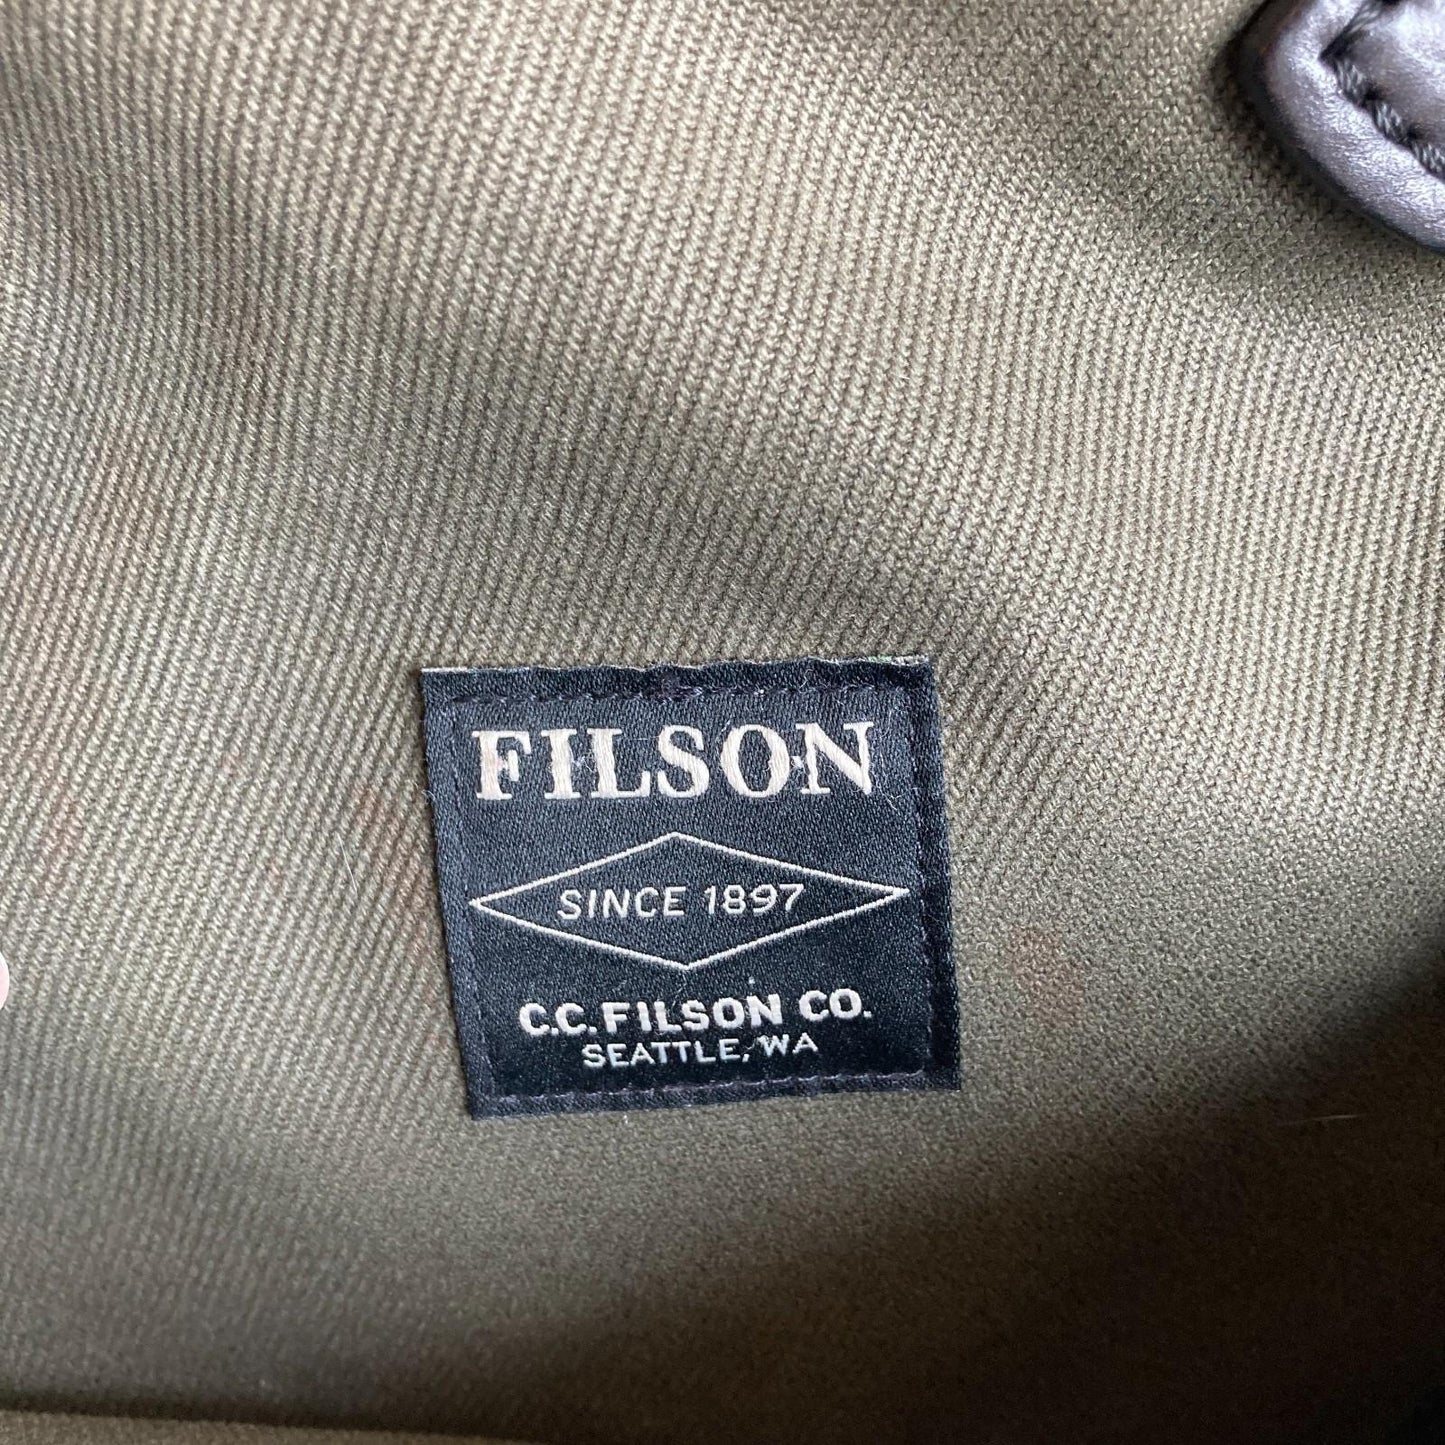 FILSON
SINCE 1897
C.C. FILSON CO.
SEATTLE, WA